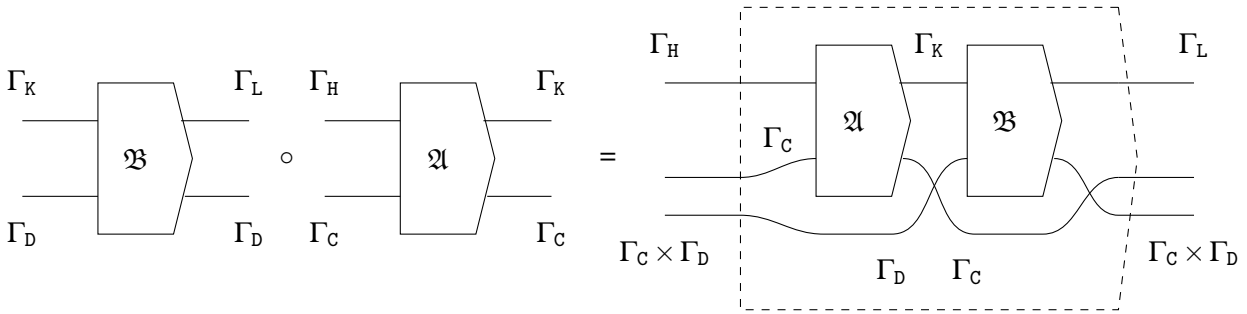 Γ_H Γ_K Γ_L
Γ_K Γ_L Γ_H Γ_K
𝔄 𝔅
Γ_C
𝔅 ∘ 𝔄 =
Γ_D Γ_D Γ_C Γ_C
Γ_C × Γ_D Γ_D Γ_C Γ_C × Γ_D